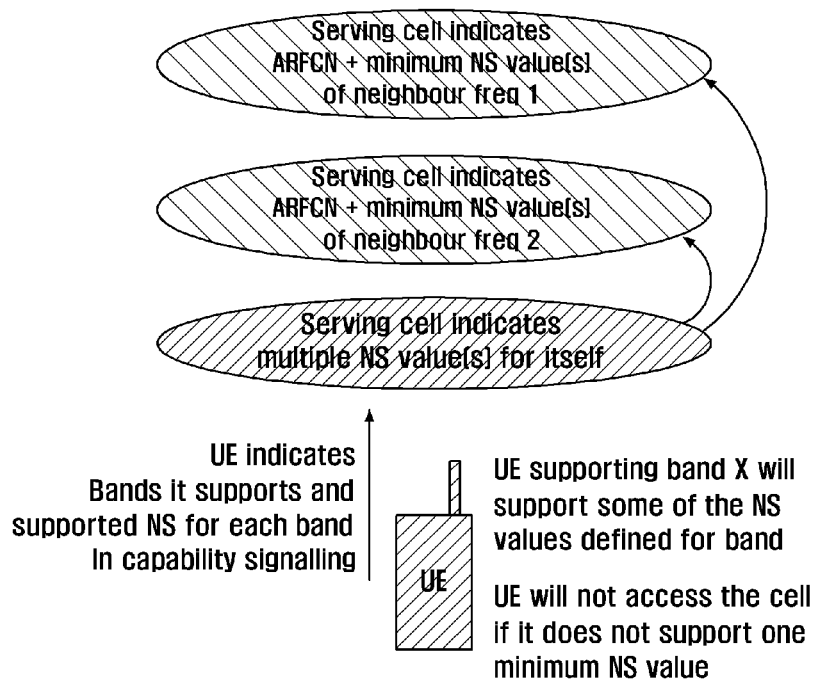 Serving cell indicates
ARFCN + minimum NS value(s)
of neighbour freq 1
Serving cell indicates
ARFCN + minimum NS value(s)
of neighbour freq 2
Serving cell indicates
multiple NS value(s) for itself
UE indicates
Bands it supports and
supported NS for each band
In capability signalling
UE
UE supporting band X will
support some of the NS
values defined for band
UE will not access the cell
if it does not support one
minimum NS value